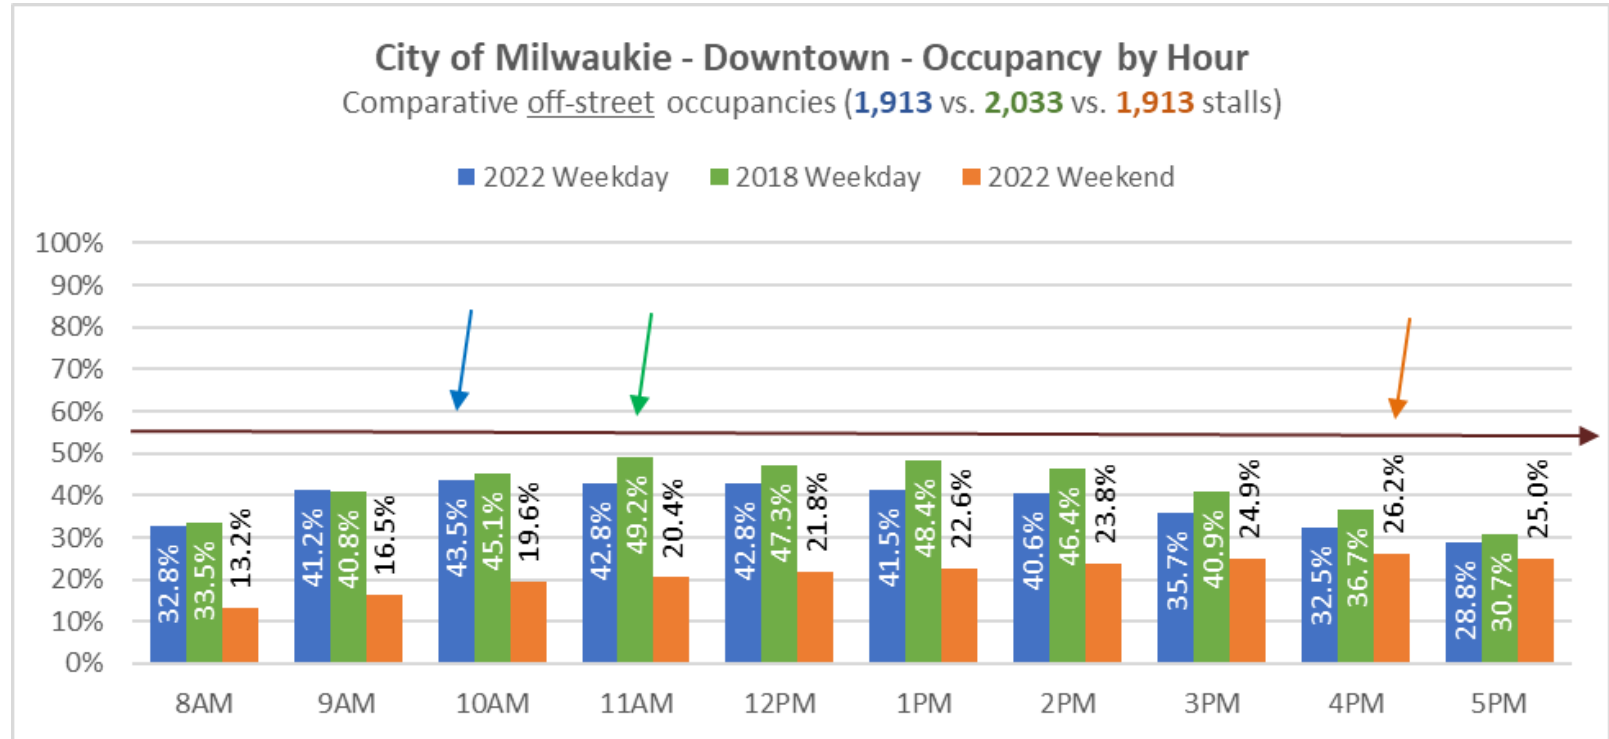 City of Milwaukie - Downtown - Occupancy by Hour
Comparative off-street occupancies (1,913 vs. 2,033 vs. 1,913 stalls)
2022 Weekday 2018 Weekday 2022 Weekend
100%
90%
80%
70%
60%
50%
40%
30%
20%
10%
0%
32.8% 33.5% 13.2%
41.2% 40.8% 16.5%
43.5% 45.1% 19.6%
42.8% 49.2% 20.4%
42.8% 47.3% 21.8%
41.5% 48.4% 22.6%
40.6% 46.4% 23.8%
35.7% 40.9% 24.9%
32.5% 36.7% 26.2%
28.8% 30.7% 25.0%
8AM 9AM 10AM 11AM 12PM 1PM 2PM 3PM 4PM 5PM